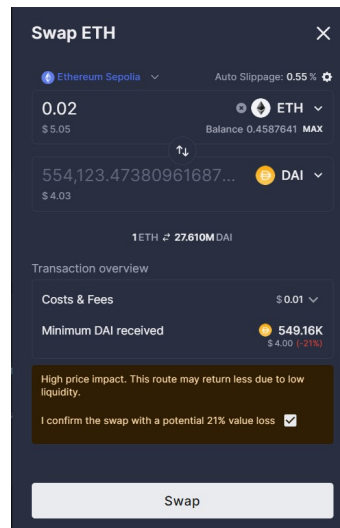 Swap ETH
Ethereum Sepolia Auto Slippage: 0.55 %
0.02 ETH
$ 5.05 Balance 0.4587641 MAX
554,123.47380961687... DAI
$ 4.03
1 ETH ⇄ 27.610M DAI
Transaction overview
Costs & Fees $ 0.01
Minimum DAI received 549.16K
$ 4.00 (-21%)
High price impact. This route may return less due to low
liquidity.
I confirm the swap with a potential 21% value loss
Swap